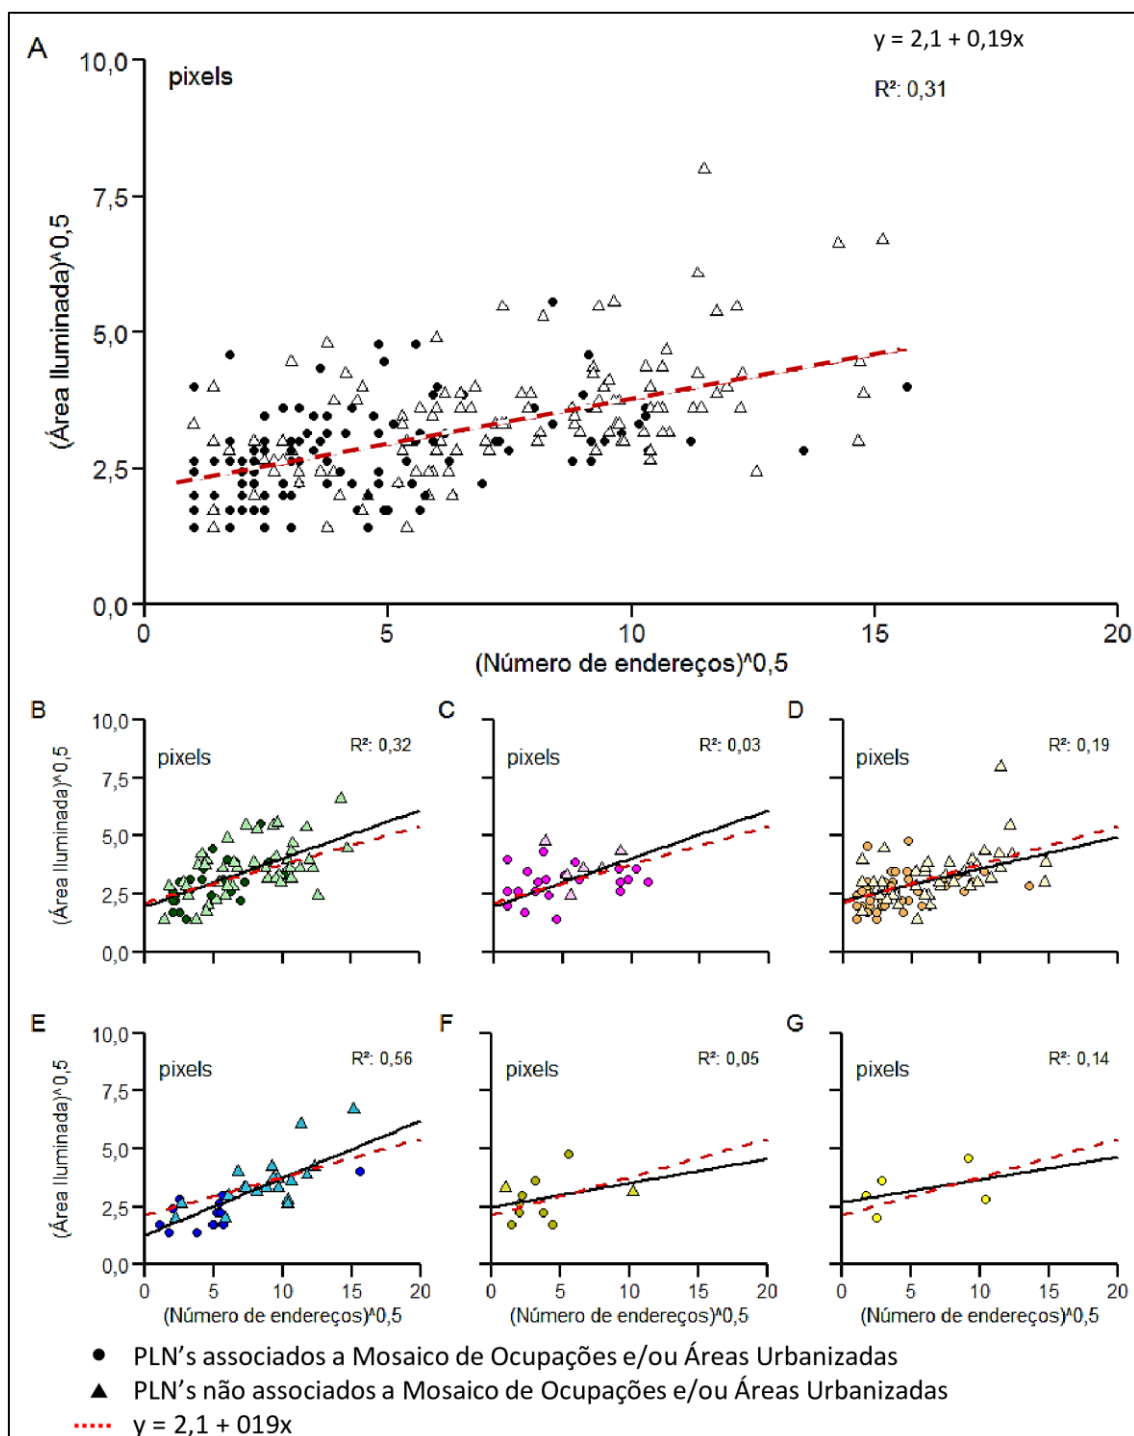 A
y = 2,1 + 0,19x
10,0
pixels
R²: 0,31
7,5
(Área Iluminada)^0,5
5,0
2,5
0,0
0 5 10 15 20
(Número de endereços)^0,5
B C D
10,0
R²: 0,32 R²: 0,03 R²: 0,19
pixels pixels pixels
7,5
(Área Iluminada)^0,5
5,0
2,5
0,0
E F G
10,0
R²: 0,56 R²: 0,05 R²: 0,14
pixels pixels pixels
7,5
(Área Iluminada)^0,5
5,0
2,5
0,0
0 5 10 15 20 0 5 10 15 20 0 5 10 15 20
(Número de endereços)^0,5 (Número de endereços)^0,5 (Número de endereços)^0,5
PLN's associados a Mosaico de Ocupações e/ou Áreas Urbanizadas
PLN's não associados a Mosaico de Ocupações e/ou Áreas Urbanizadas
y = 2,1 + 019x